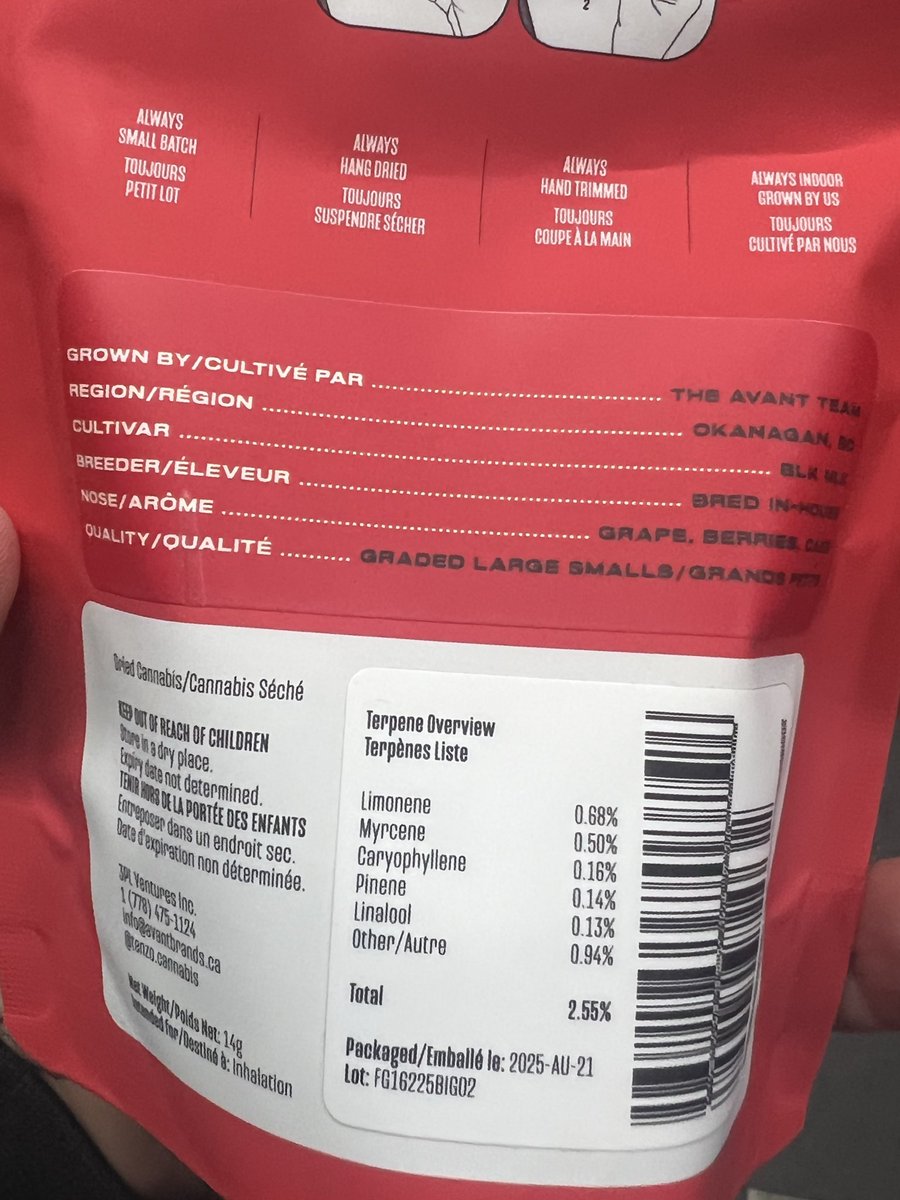 2
ALWAYS
SMALL BATCH
TOUJOURS
PETIT LOT
ALWAYS
HANG DRIED
TOUJOURS
SUSPENDRE SÉCHER
ALWAYS
HAND TRIMMED
TOUJOURS
COUPE À LA MAIN
ALWAYS INDOOR
GROWN BY US
TOUJOURS
CULTIVÉ PAR NOUS
GROWN BY/CULTIVÉ PAR ........ THE AVANT TEAM
REGION/RÉGION ........ OKANAGAN, BC
CULTIVAR ........ BLK MLK
BREEDER/ÉLEVEUR ........ BRED IN-HOUSE
NOSE/ARÔME ........ GRAPE, BERRIES,
QUALITY/QUALITÉ ........ GRADED LARGE SMALLS/GRANDS
Dried Cannabis/Cannabis Séché
KEEP OUT OF REACH OF CHILDREN
Store in a dry place.
Expiry date not determined.
TENIR HORS DE LA PORTÉE DES ENFANTS
Entreposer dans un endroit sec.
Date d'expiration non déterminée.
3PL Ventures Inc.
1 (778) 475-1124
info@avantbrands.ca
@tenzo.cannabis
Net Weight/Poids Net: 14g
Intended for/Destiné à: Inhalation
Terpene Overview
Terpènes Liste
Limonene 0.68%
Myrcene 0.50%
Caryophyllene 0.16%
Pinene 0.14%
Linalool 0.13%
Other/Autre 0.94%
Total 2.55%
Packaged/Emballé le: 2025-AU-21
Lot: FG16225BIG02